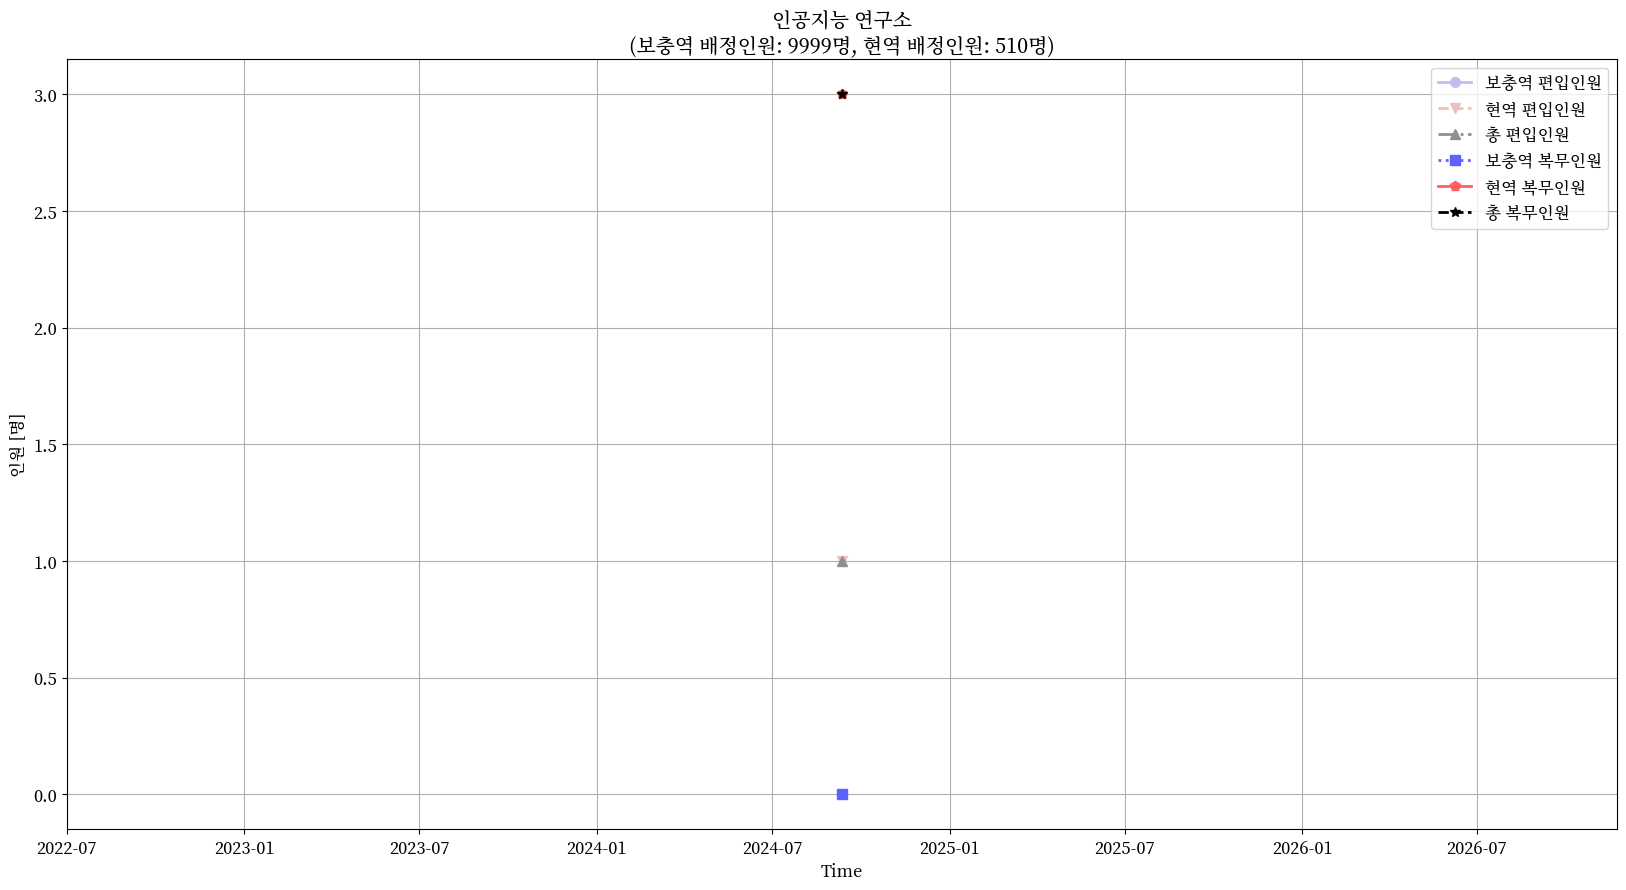 인공지능 연구소
(보충역 배정인원: 9999명, 현역 배정인원: 510명)
보충역 편입인원
현역 편입인원
총 편입인원
보충역 복무인원
현역 복무인원
총 복무인원
인원 [명]
3.0
2.5
2.0
1.5
1.0
0.5
0.0
2022-07 2023-01 2023-07 2024-01 2024-07 2025-01 2025-07 2026-01 2026-07
Time